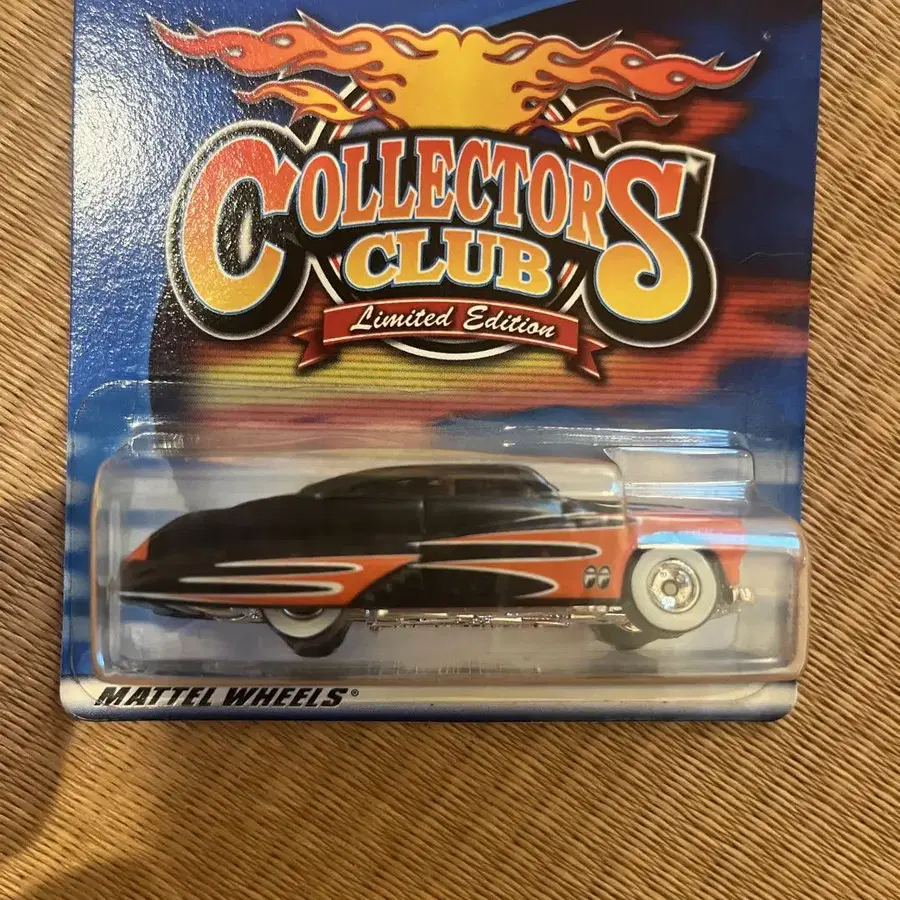 COLLECTORS
CLUB
Limited Edition
MATTEL WHEELS®